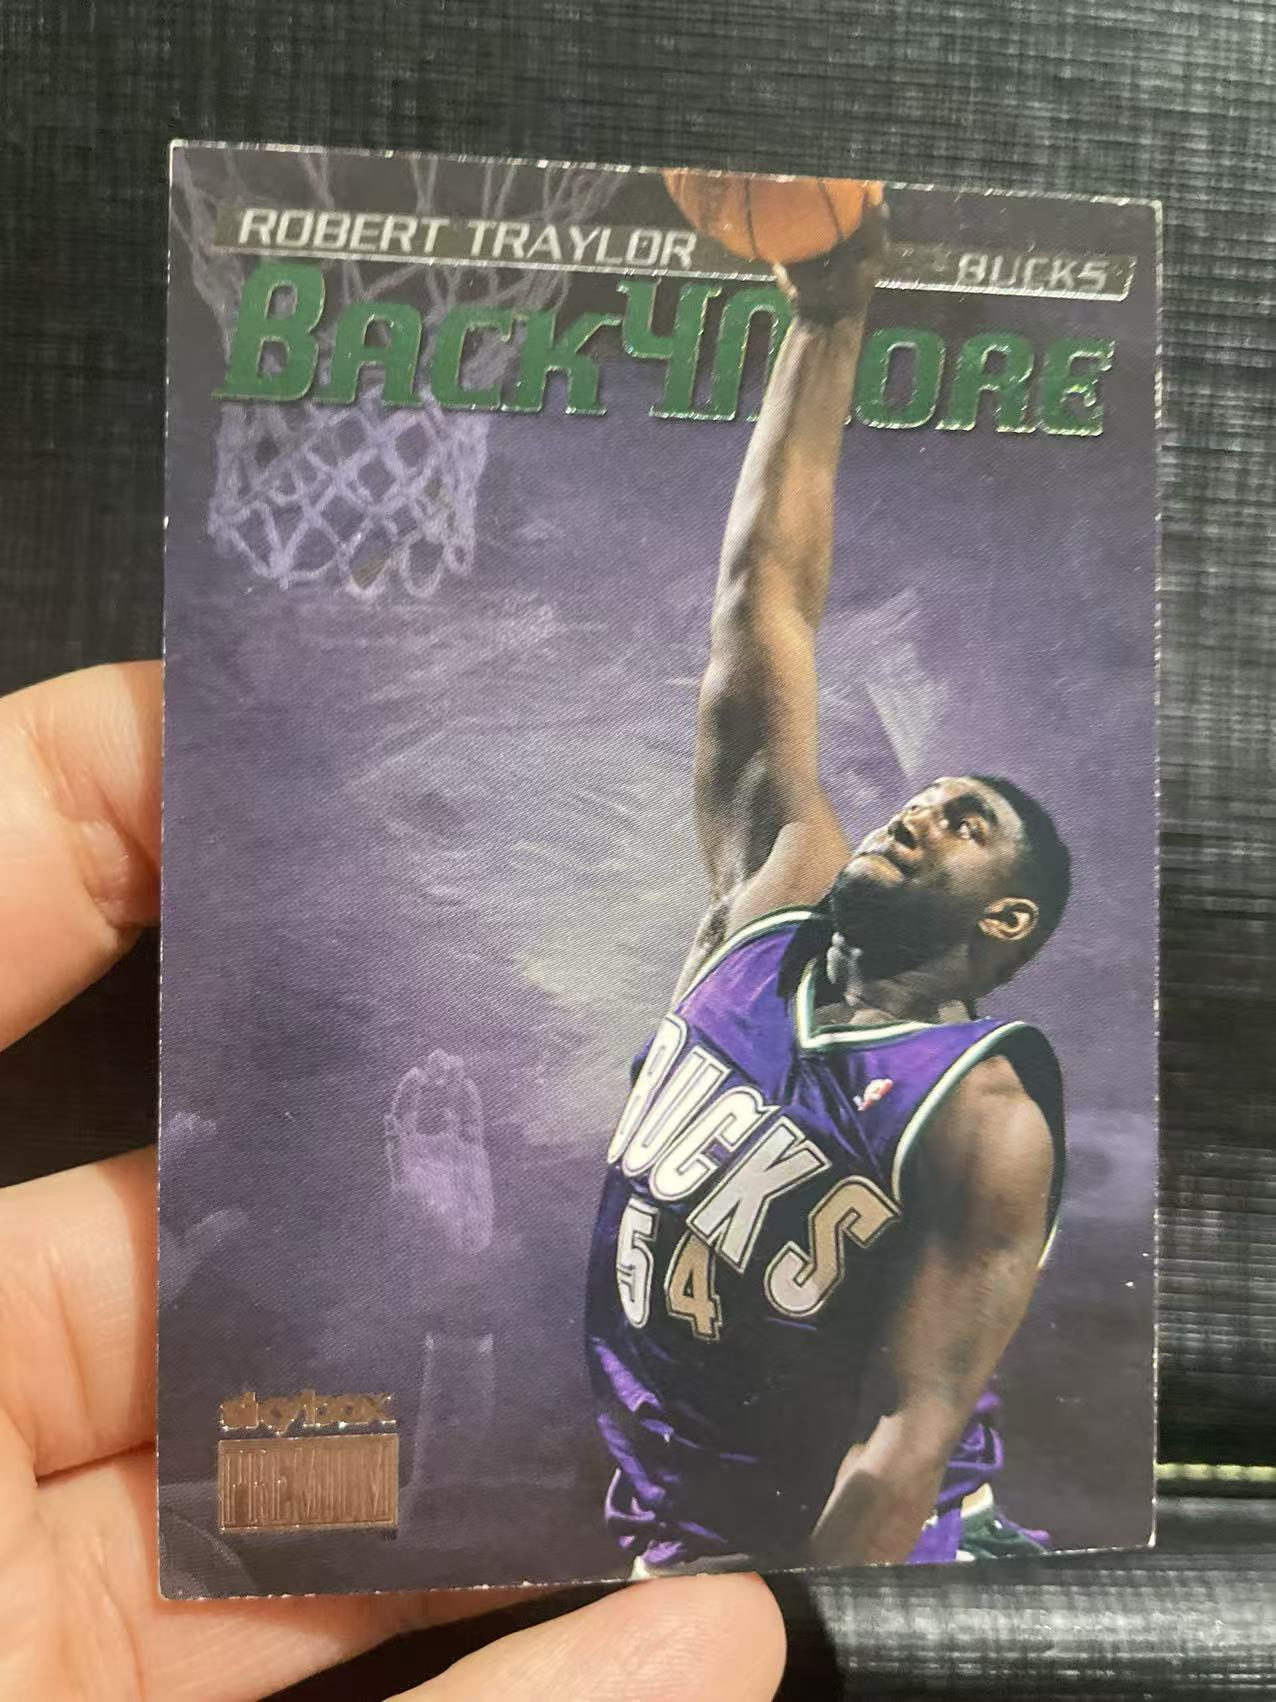 ROBERT TRAYLOR
BUCKS
BACK4MORE
BUCKS
54
skybox
PREMIUM